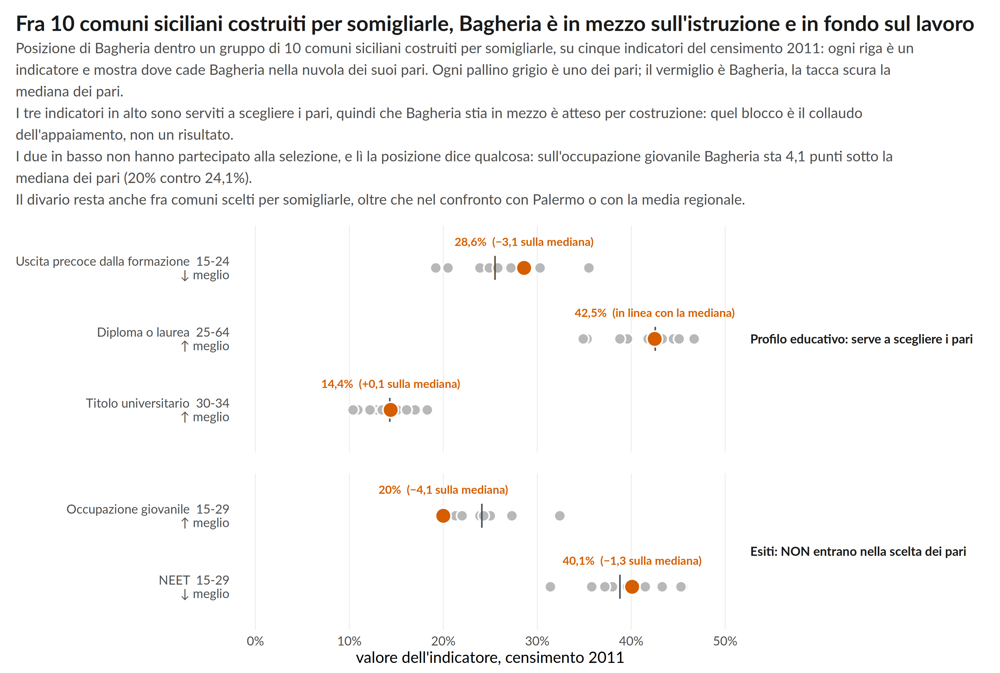 Fra 10 comuni siciliani costruiti per somigliarle, Bagheria è in mezzo sull'istruzione e in fondo sul lavoro
Posizione di Bagheria dentro un gruppo di 10 comuni siciliani costruiti per somigliarle, su cinque indicatori del censimento 2011: ogni riga è un
indicatore e mostra dove cade Bagheria nella nuvola dei suoi pari. Ogni pallino grigio è uno dei pari; il vermiglio è Bagheria, la tacca scura la
mediana dei pari.
I tre indicatori in alto sono serviti a scegliere i pari, quindi che Bagheria stia in mezzo è atteso per costruzione: quel blocco è il collaudo
dell'appaiamento, non un risultato.
I due in basso non hanno partecipato alla selezione, e lì la posizione dice qualcosa: sull'occupazione giovanile Bagheria sta 4,1 punti sotto la
mediana dei pari (20% contro 24,1%).
Il divario resta anche fra comuni scelti per somigliarle, oltre che nel confronto con Palermo o con la media regionale.
28,6% (−3,1 sulla mediana)
Uscita precoce dalla formazione 15-24
↓ meglio
42,5% (in linea con la mediana)
Diploma o laurea 25-64
↑ meglio
Profilo educativo: serve a scegliere i pari
14,4% (+0,1 sulla mediana)
Titolo universitario 30-34
↑ meglio
20% (−4,1 sulla mediana)
Occupazione giovanile 15-29
↑ meglio
Esiti: NON entrano nella scelta dei pari
40,1% (−1,3 sulla mediana)
NEET 15-29
↓ meglio
0% 10% 20% 30% 40% 50%
valore dell'indicatore, censimento 2011